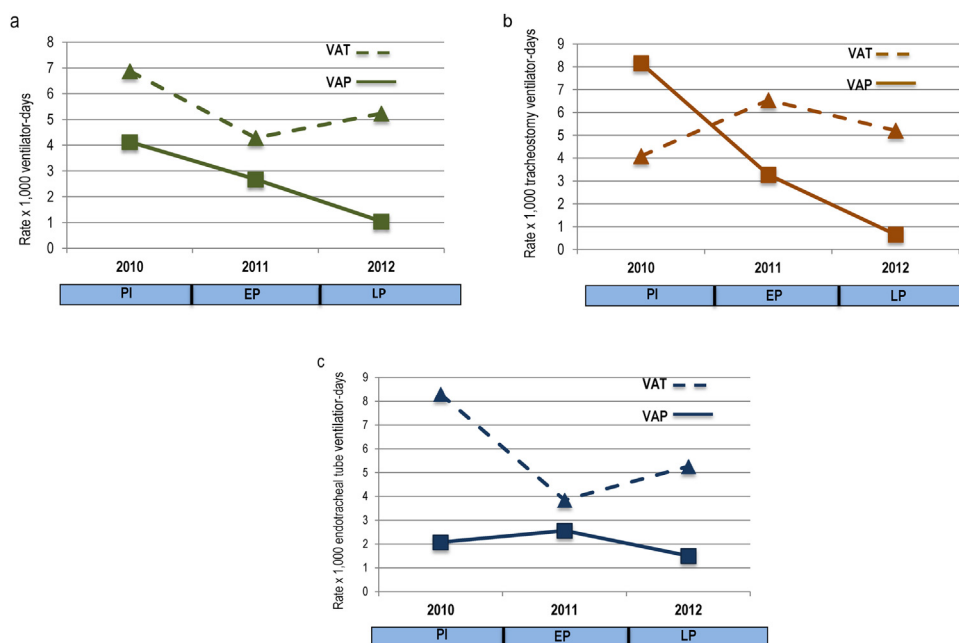 a
Rate x 1,000 ventilator-days
8
7
6
5
4
3
2
1
0
VAT
VAP
2010 2011 2012
PI EP LP
b
Rate x 1,000 tracheostomy ventilator-days
9
8
7
6
5
4
3
2
1
0
VAT
VAP
2010 2011 2012
PI EP LP
c
Rate x 1,000 endotracheal tube ventilatior-days
9
8
7
6
5
4
3
2
1
0
VAT
VAP
2010 2011 2012
PI EP LP